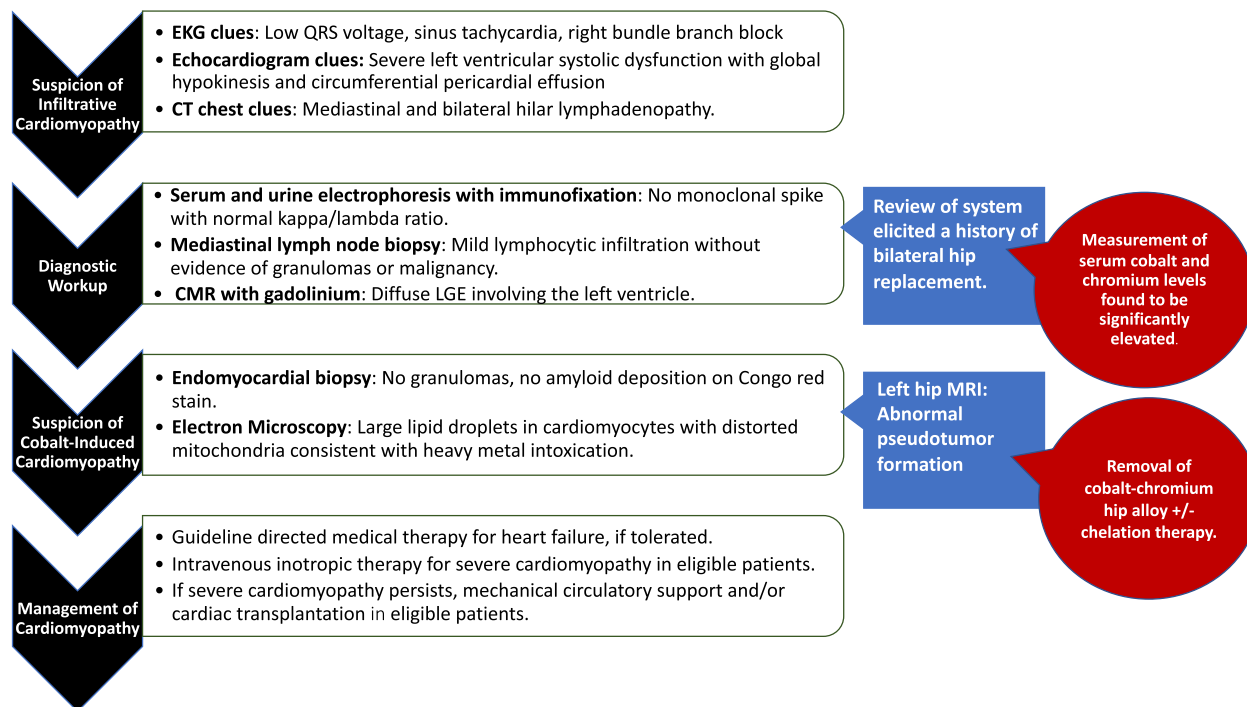 Suspicion of
Infiltrative
Cardiomyopathy
• EKG clues: Low QRS voltage, sinus tachycardia, right bundle branch block
• Echocardiogram clues: Severe left ventricular systolic dysfunction with global
hypokinesis and circumferential pericardial effusion
• CT chest clues: Mediastinal and bilateral hilar lymphadenopathy.
Diagnostic
Workup
• Serum and urine electrophoresis with immunofixation: No monoclonal spike
with normal kappa/lambda ratio.
• Mediastinal lymph node biopsy: Mild lymphocytic infiltration without
evidence of granulomas or malignancy.
• CMR with gadolinium: Diffuse LGE involving the left ventricle.
Review of system
elicited a history of
bilateral hip
replacement.
Measurement of
serum cobalt and
chromium levels
found to be
significantly
elevated.
Suspicion of
Cobalt-Induced
Cardiomyopathy
• Endomyocardial biopsy: No granulomas, no amyloid deposition on Congo red
stain.
• Electron Microscopy: Large lipid droplets in cardiomyocytes with distorted
mitochondria consistent with heavy metal intoxication.
Left hip MRI:
Abnormal
pseudotumor
formation
Removal of
cobalt-chromium
hip alloy +/-
chelation therapy.
Management of
Cardiomyopathy
• Guideline directed medical therapy for heart failure, if tolerated.
• Intravenous inotropic therapy for severe cardiomyopathy in eligible patients.
• If severe cardiomyopathy persists, mechanical circulatory support and/or
cardiac transplantation in eligible patients.